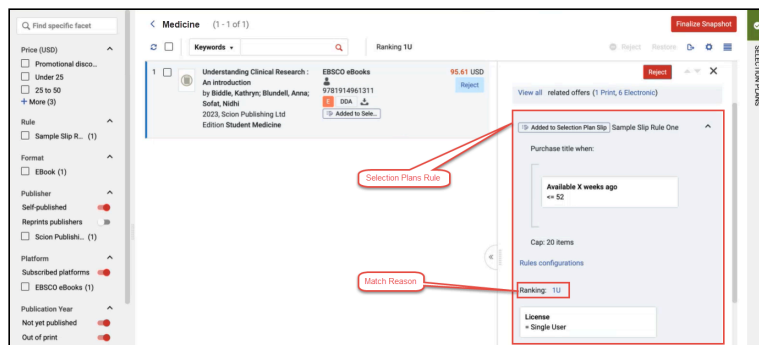 Find specific facet
Price (USD)
Promotional disco...
Under 25
25 to 50
+ More (3)
Rule
Sample Slip R... (1)
Format
EBook (1)
Publisher
Self-published
Reprints publishers
Scion Publishi... (1)
Platform
Subscribed platforms
EBSCO eBooks (1)
Publication Year
Not yet published
Out of print
Medicine (1 - 1 of 1)
Finalize Snapshot
Keywords
Ranking 1U
Reject Restore
1
Understanding Clinical Research :
An introduction
by Biddle, Kathryn; Blundell, Anna;
Sofat, Nidhi
2023, Scion Publishing Ltd
Edition Student Medicine
EBSCO eBooks
9781914961311
E DDA
Added to Sele...
95.61 USD
Reject
Selection Plans Rule
Match Reason
Reject
View all related offers (1 Print, 6 Electronic)
Added to Selection Plan Slip Sample Slip Rule One
Purchase title when:
Available X weeks ago
<= 52
Cap: 20 items
Rules configurations
Ranking: 1U
License
= Single User
SELECTION PLANS